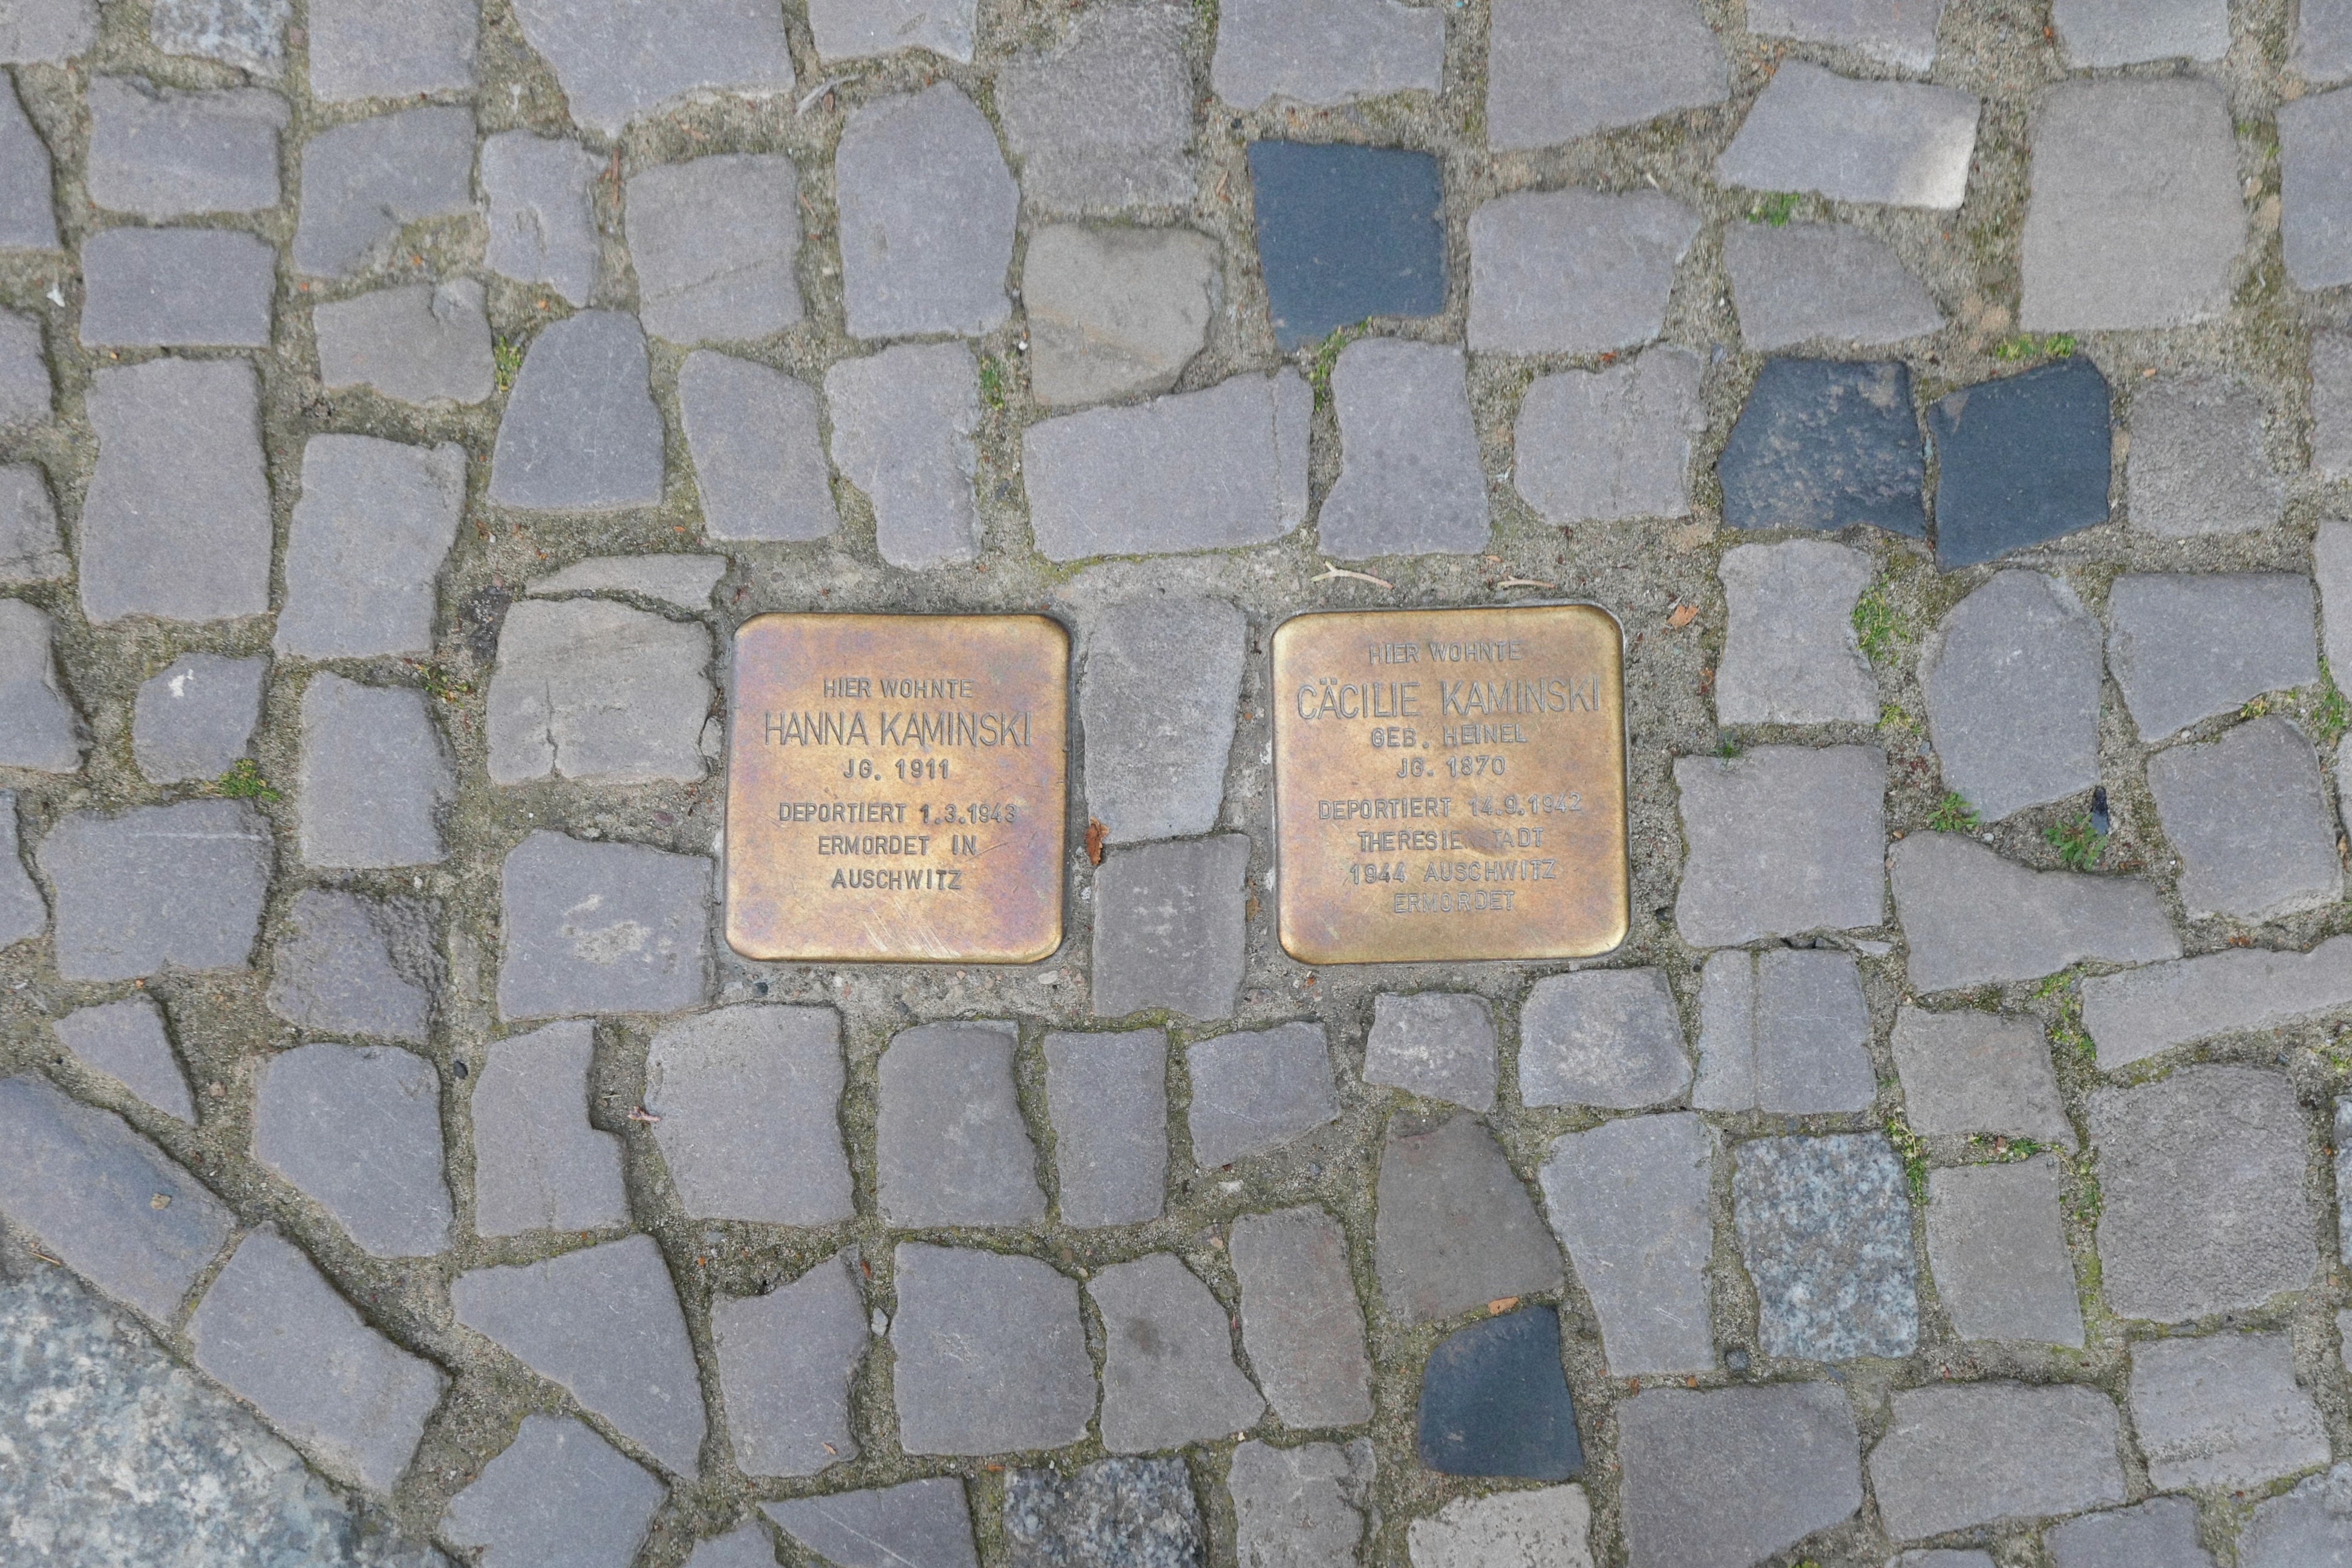 HIER WOHNTE
HANNA KAMINSKI
JG. 1911
DEPORTIERT 1.3.1943
ERMORDET IN
AUSCHWITZ
HIER WOHNTE
CÄCILIE KAMINSKI
GEB. HEINEL
JG. 1870
DEPORTIERT 14.9.1942
THERESIENSTADT
1944 AUSCHWITZ
ERMORDET